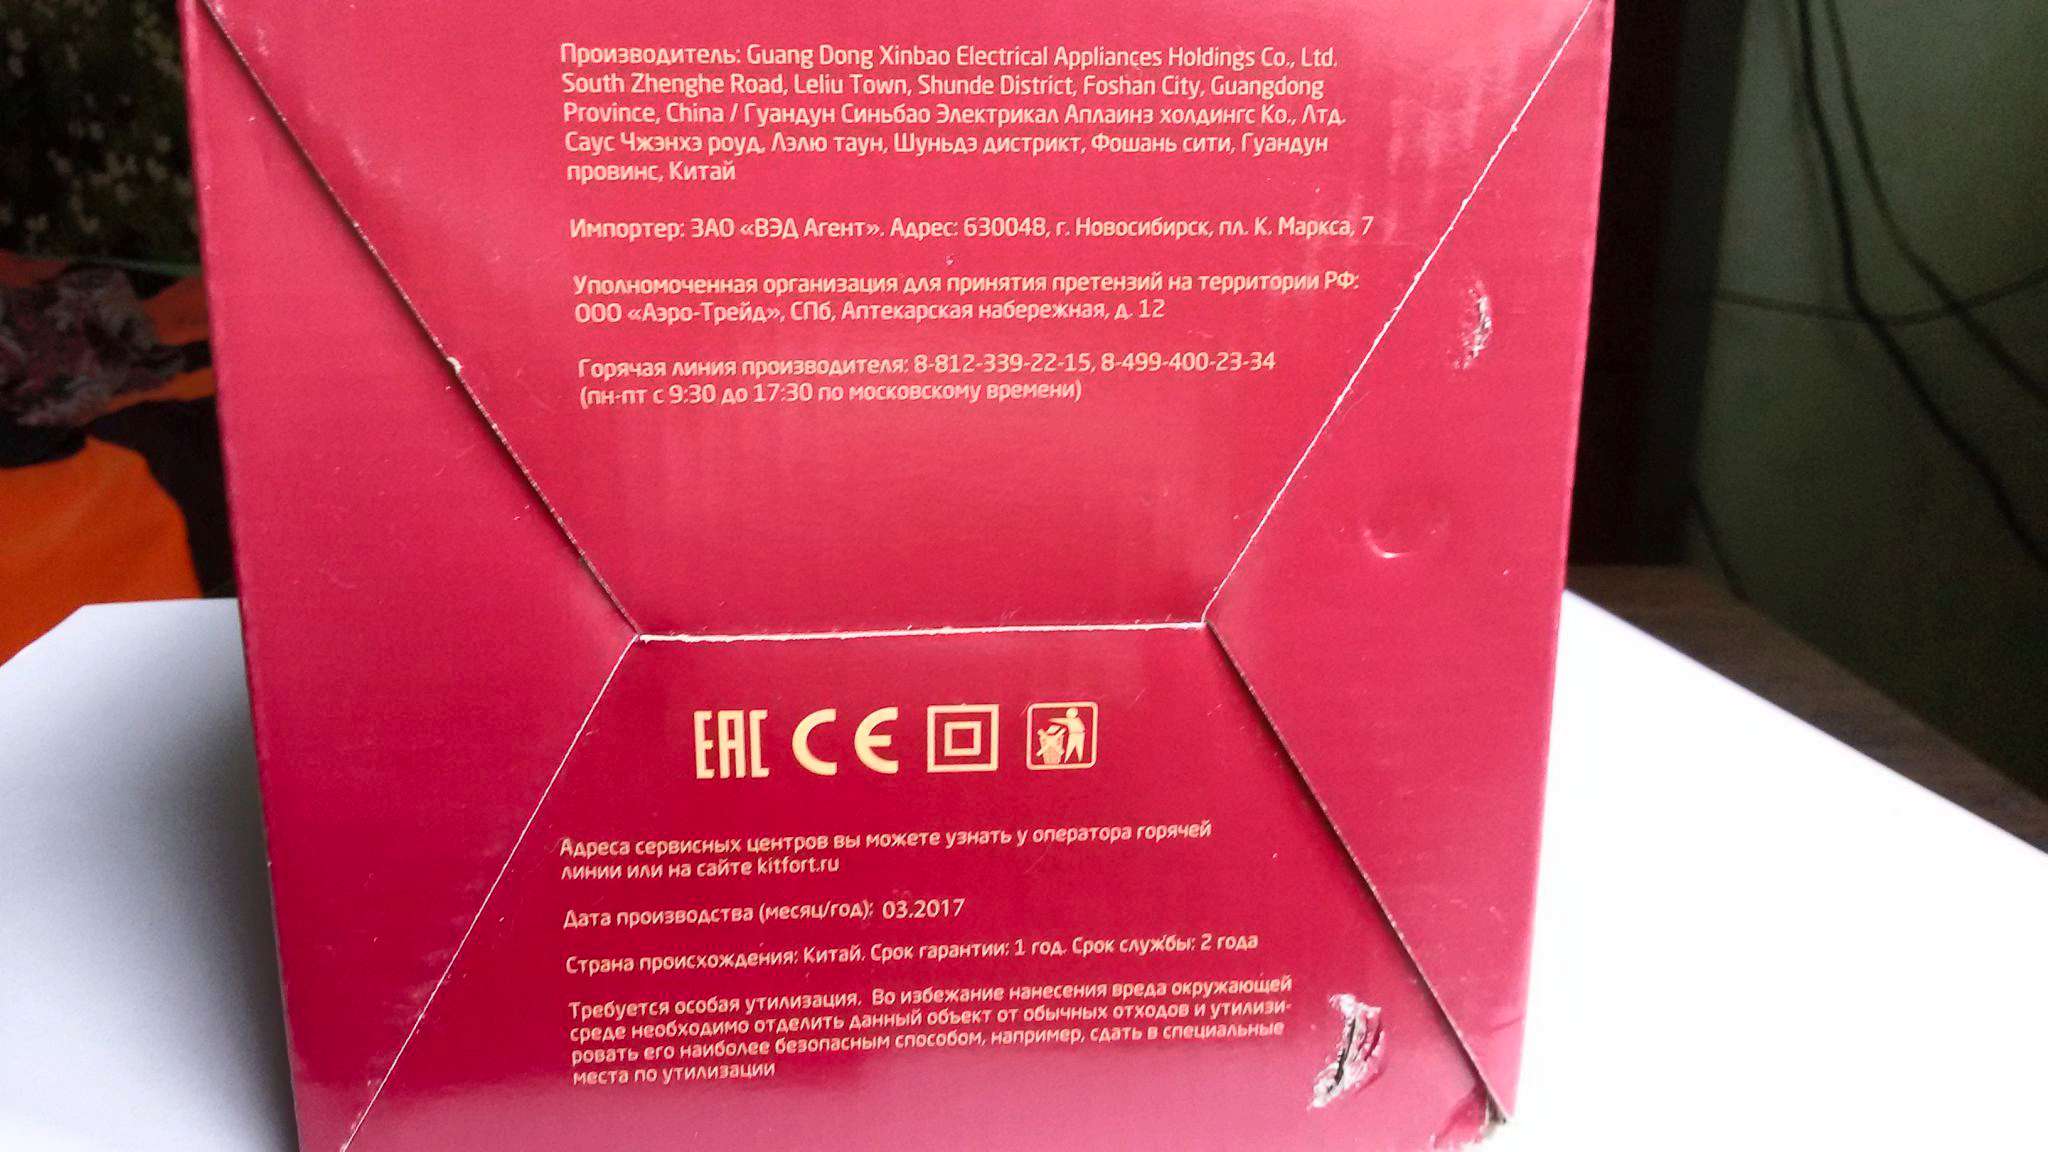 Производитель: Guang Dong Xinbao Electrical Appliances Holdings Co., Ltd.
South Zhenghe Road, Leliu Town, Shunde District, Foshan City, Guangdong
Province, China / Гуандун Синьбао Электрикал Аплаинз холдингс Ко., Лтд.
Саус Чжэнхэ роуд, Лэлю таун, Шуньдэ дистрикт, Фошань сити, Гуандун
провинс, Китай
Импортер: ЗАО «ВЭД Агент». Адрес: 630048, г. Новосибирск, пл. К. Маркса, 7
Уполномоченная организация для принятия претензий на территории РФ:
ООО «Аэро-Трейд», СПб, Аптекарская набережная, д. 12
Горячая линия производителя: 8-812-339-22-15, 8-499-400-23-34
(пн-пт с 9:30 до 17:30 по московскому времени)
EAC CE
Адреса сервисных центров вы можете узнать у оператора горячей
линии или на сайте kitfort.ru
Дата производства (месяц/год): 03.2017
Страна происхождения: Китай. Срок гарантии: 1 год. Срок службы: 2 года
Требуется особая утилизация. Во избежание нанесения вреда окружающей
среде необходимо отделить данный объект от обычных отходов и утилизи-
ровать его наиболее безопасным способом, например, сдать в специальные
места по утилизации